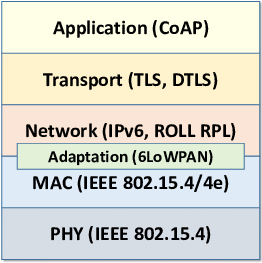 Application (CoAP)
Transport (TLS, DTLS)
Network (IPv6, ROLL RPL)
Adaptation (6LoWPAN)
MAC (IEEE 802.15.4/4e)
PHY (IEEE 802.15.4)